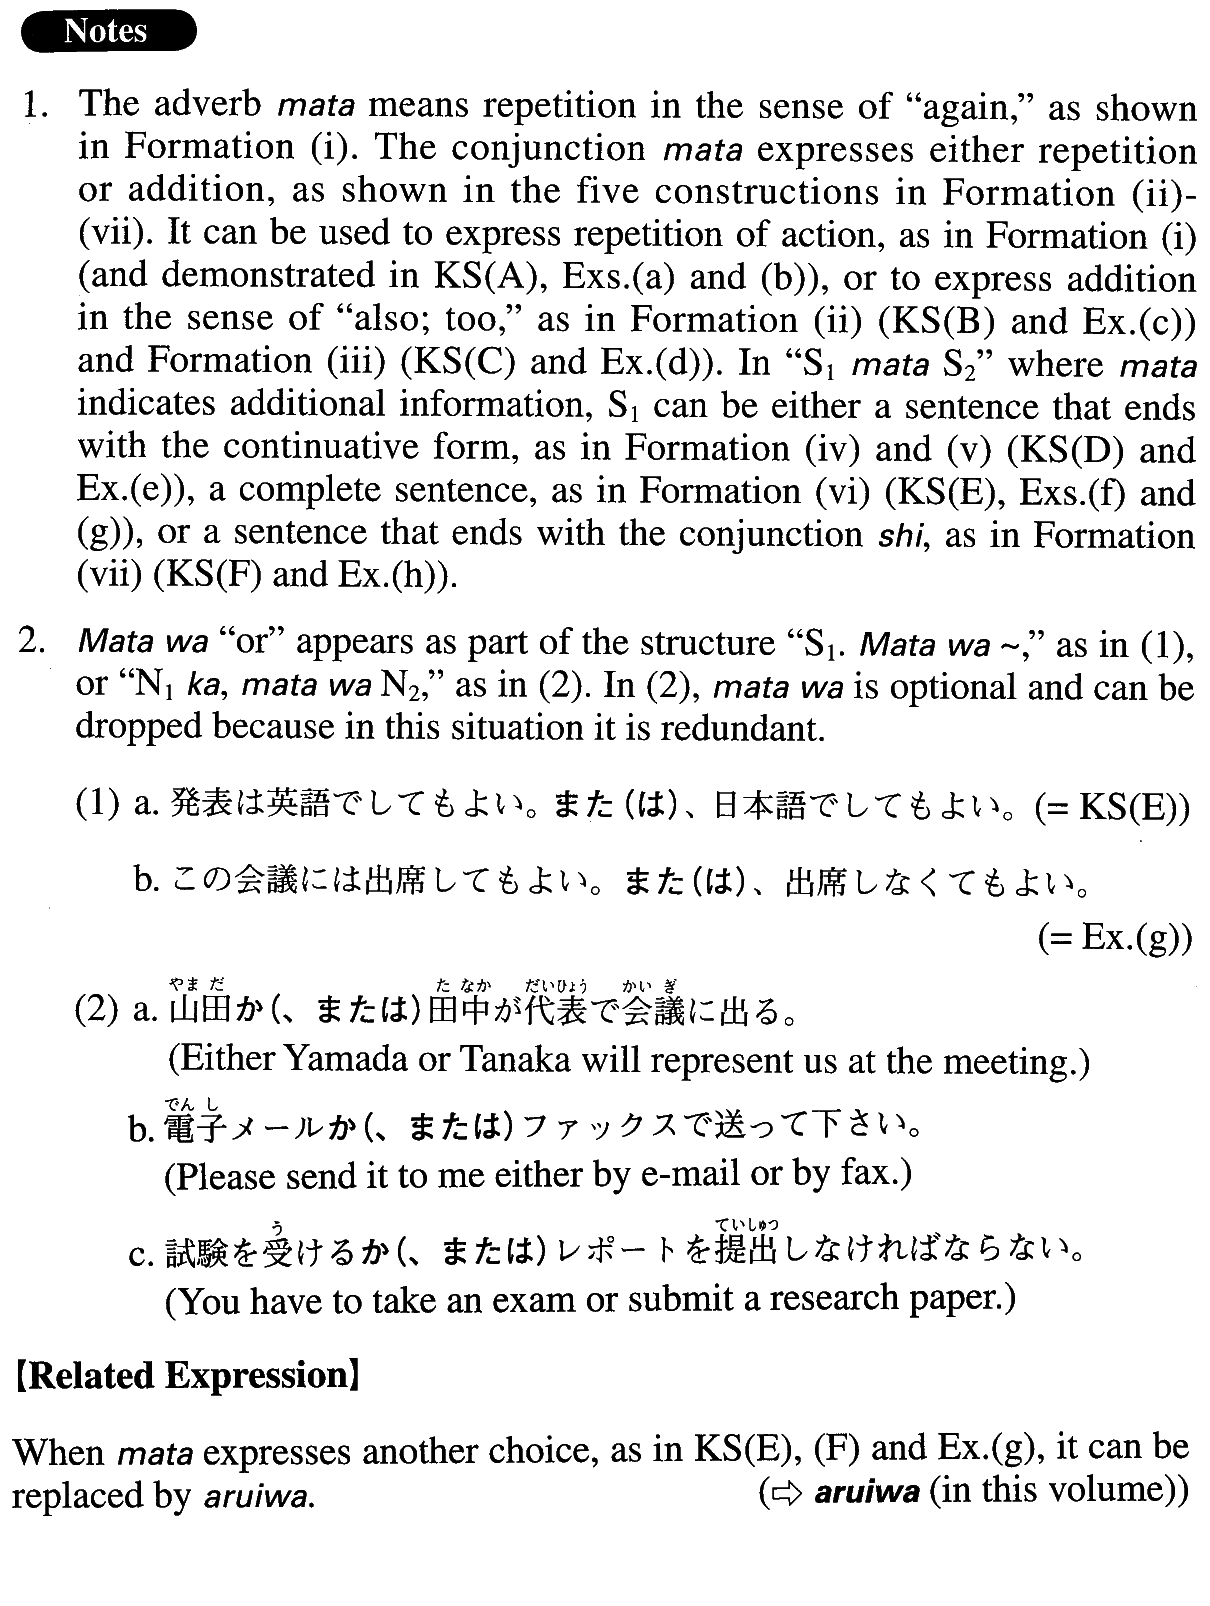 Notes
1. The adverb mata means repetition in the sense of “again,” as shown
in Formation (i). The conjunction mata expresses either repetition
or addition, as shown in the five constructions in Formation (ii)-
(vii). It can be used to express repetition of action, as in Formation (i)
(and demonstrated in KS(A), Exs.(a) and (b)), or to express addition
in the sense of “also; too,” as in Formation (ii) (KS(B) and Ex.(c))
and Formation (iii) (KS(C) and Ex.(d)). In “S₁ mata S₂” where mata
indicates additional information, S₁ can be either a sentence that ends
with the continuative form, as in Formation (iv) and (v) (KS(D) and
Ex.(e)), a complete sentence, as in Formation (vi) (KS(E), Exs.(f) and
(g)), or a sentence that ends with the conjunction shi, as in Formation
(vii) (KS(F) and Ex.(h)).
2. Mata wa “or” appears as part of the structure “S₁. Mata wa ~,” as in (1),
or “N₁ ka, mata wa N₂,” as in (2). In (2), mata wa is optional and can be
dropped because in this situation it is redundant.
(1) a. 発表は英語でしてもよい。また(は)、日本語でしてもよい。(= KS(E))
b. この会議には出席してもよい。また(は)、出席しなくてもよい。
(= Ex.(g))
やま だ た なか だいひょう かい ぎ
(2) a. 山田か(、または)田中が代表で会議に出る。
(Either Yamada or Tanaka will represent us at the meeting.)
でん し
b. 電子メールか(、または)ファックスで送って下さい。
(Please send it to me either by e-mail or by fax.)
う ていしゅつ
c. 試験を受けるか(、または)レポートを提出しなければならない。
(You have to take an exam or submit a research paper.)
【Related Expression】
When mata expresses another choice, as in KS(E), (F) and Ex.(g), it can be
replaced by aruiwa. (⇨ aruiwa (in this volume))